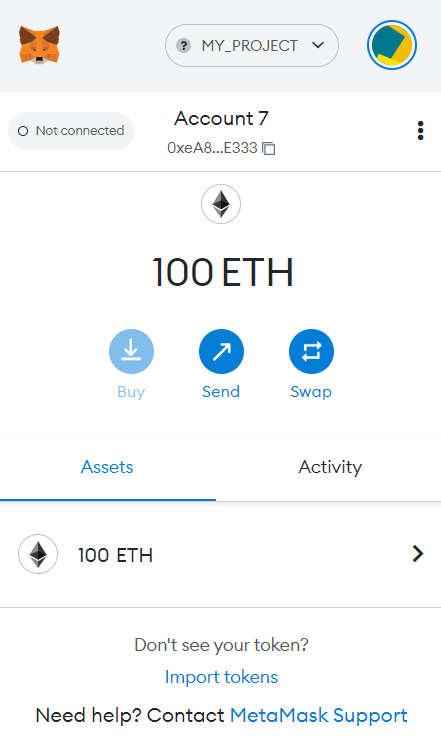 ? MY_PROJECT
Not connected
Account 7
0xeA8...E333
100 ETH
Buy Send Swap
Assets Activity
100 ETH
Don't see your token?
Import tokens
Need help? Contact MetaMask Support